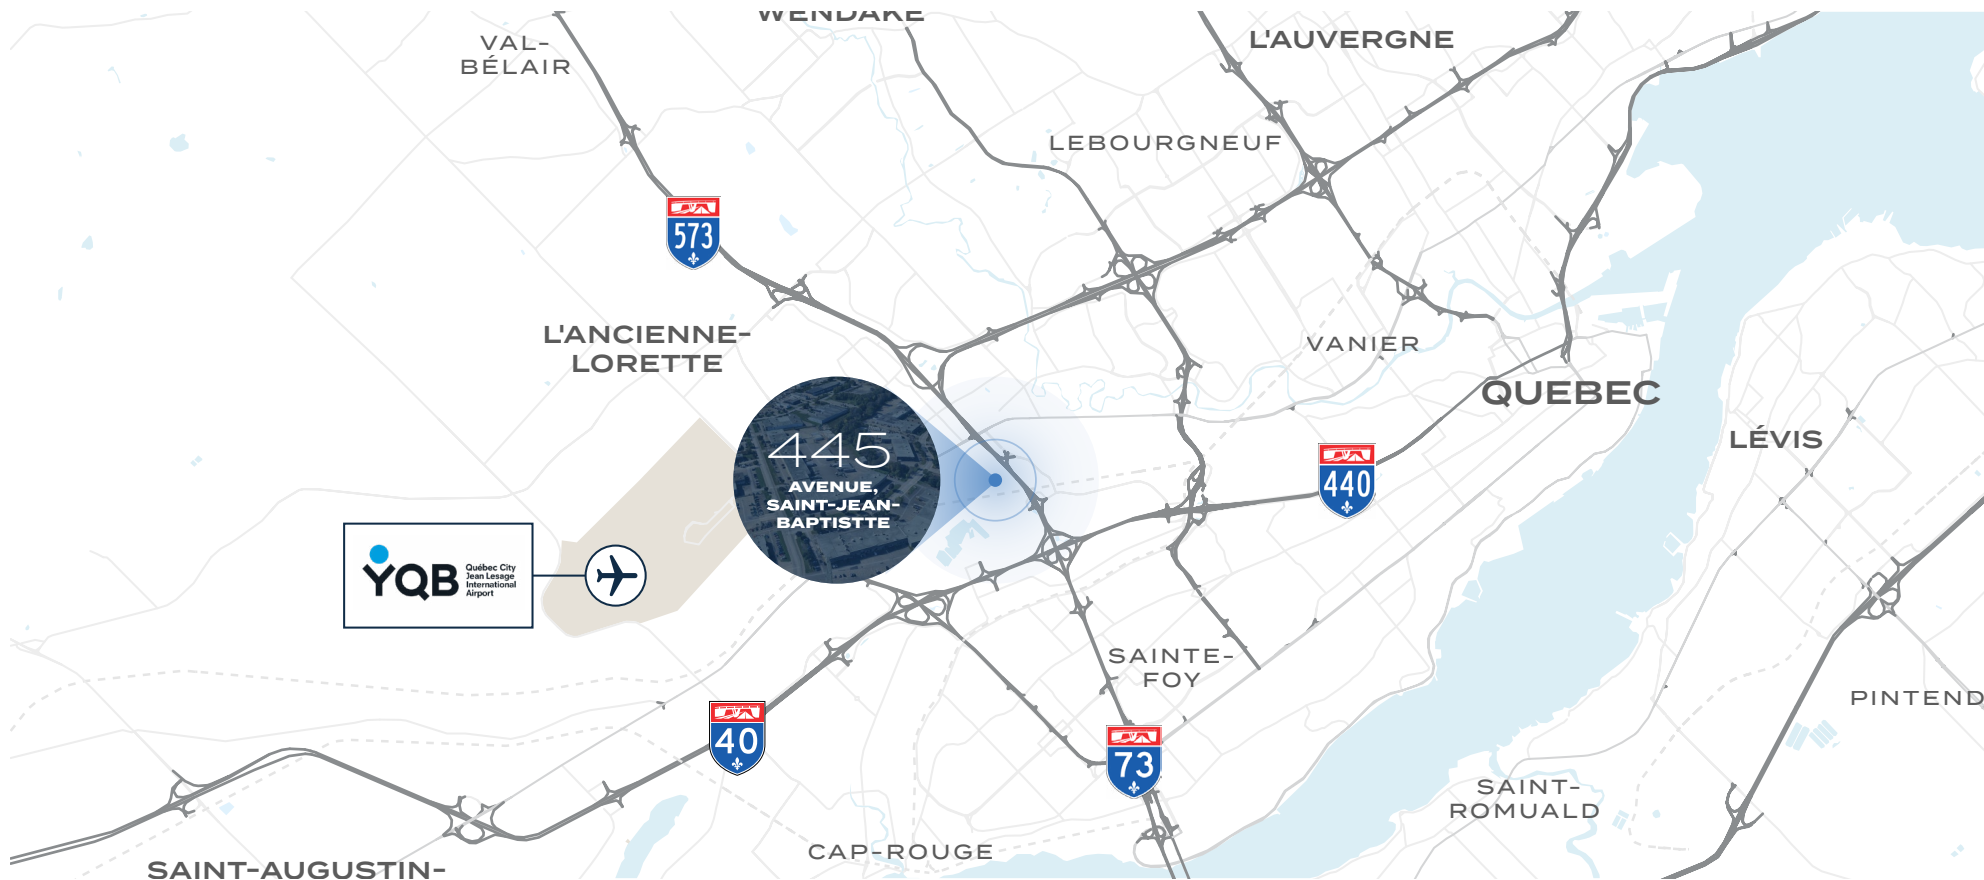 WENDAKE
VAL-
BÉLAIR
L'AUVERGNE
LEBOURGNEUF
573
L'ANCIENNE-
LORETTE
VANIER
QUEBEC
LÉVIS
445
AVENUE,
SAINT-JEAN-
BAPTISTTE
440
YQB
Québec City
Jean Lesage
International
Airport
SAINTE-
FOY
PINTEND
40
73
SAINT-
ROMUALD
CAP-ROUGE
SAINT-AUGUSTIN-